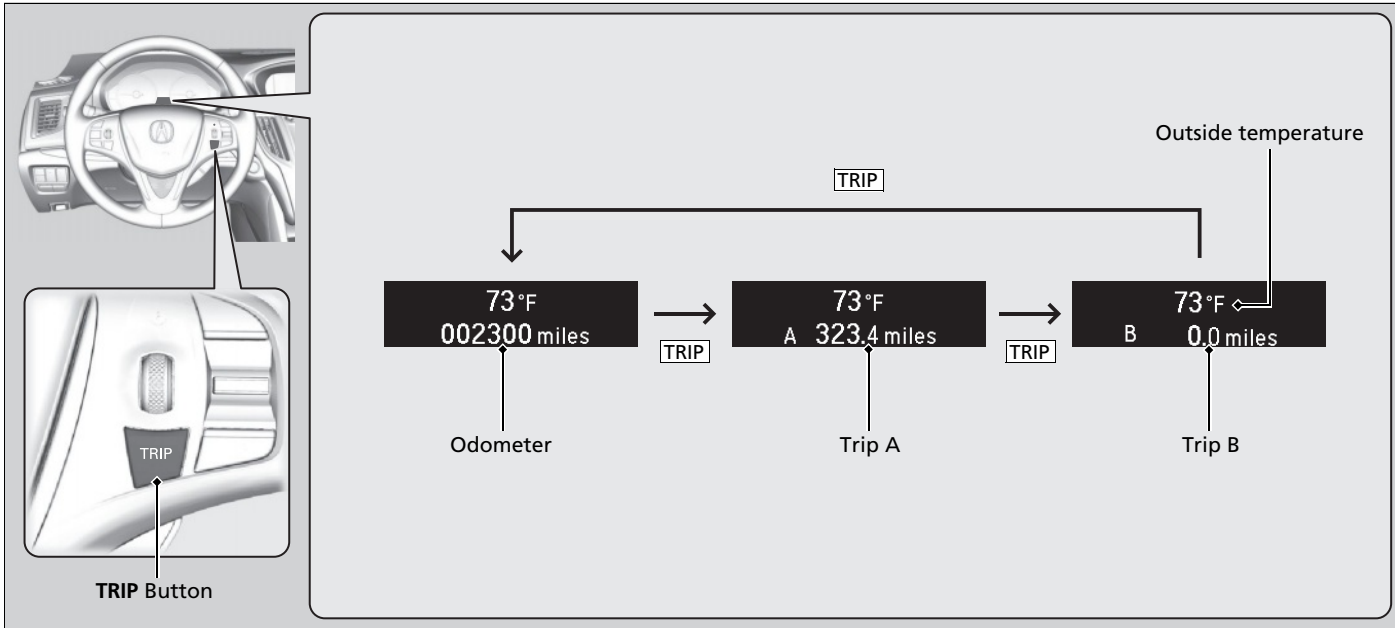 Outside temperature
TRIP
73°F
002300 miles
TRIP
73°F
A 323.4 miles
TRIP
73°F
B 0.0 miles
Odometer
Trip A
Trip B
TRIP
TRIP Button